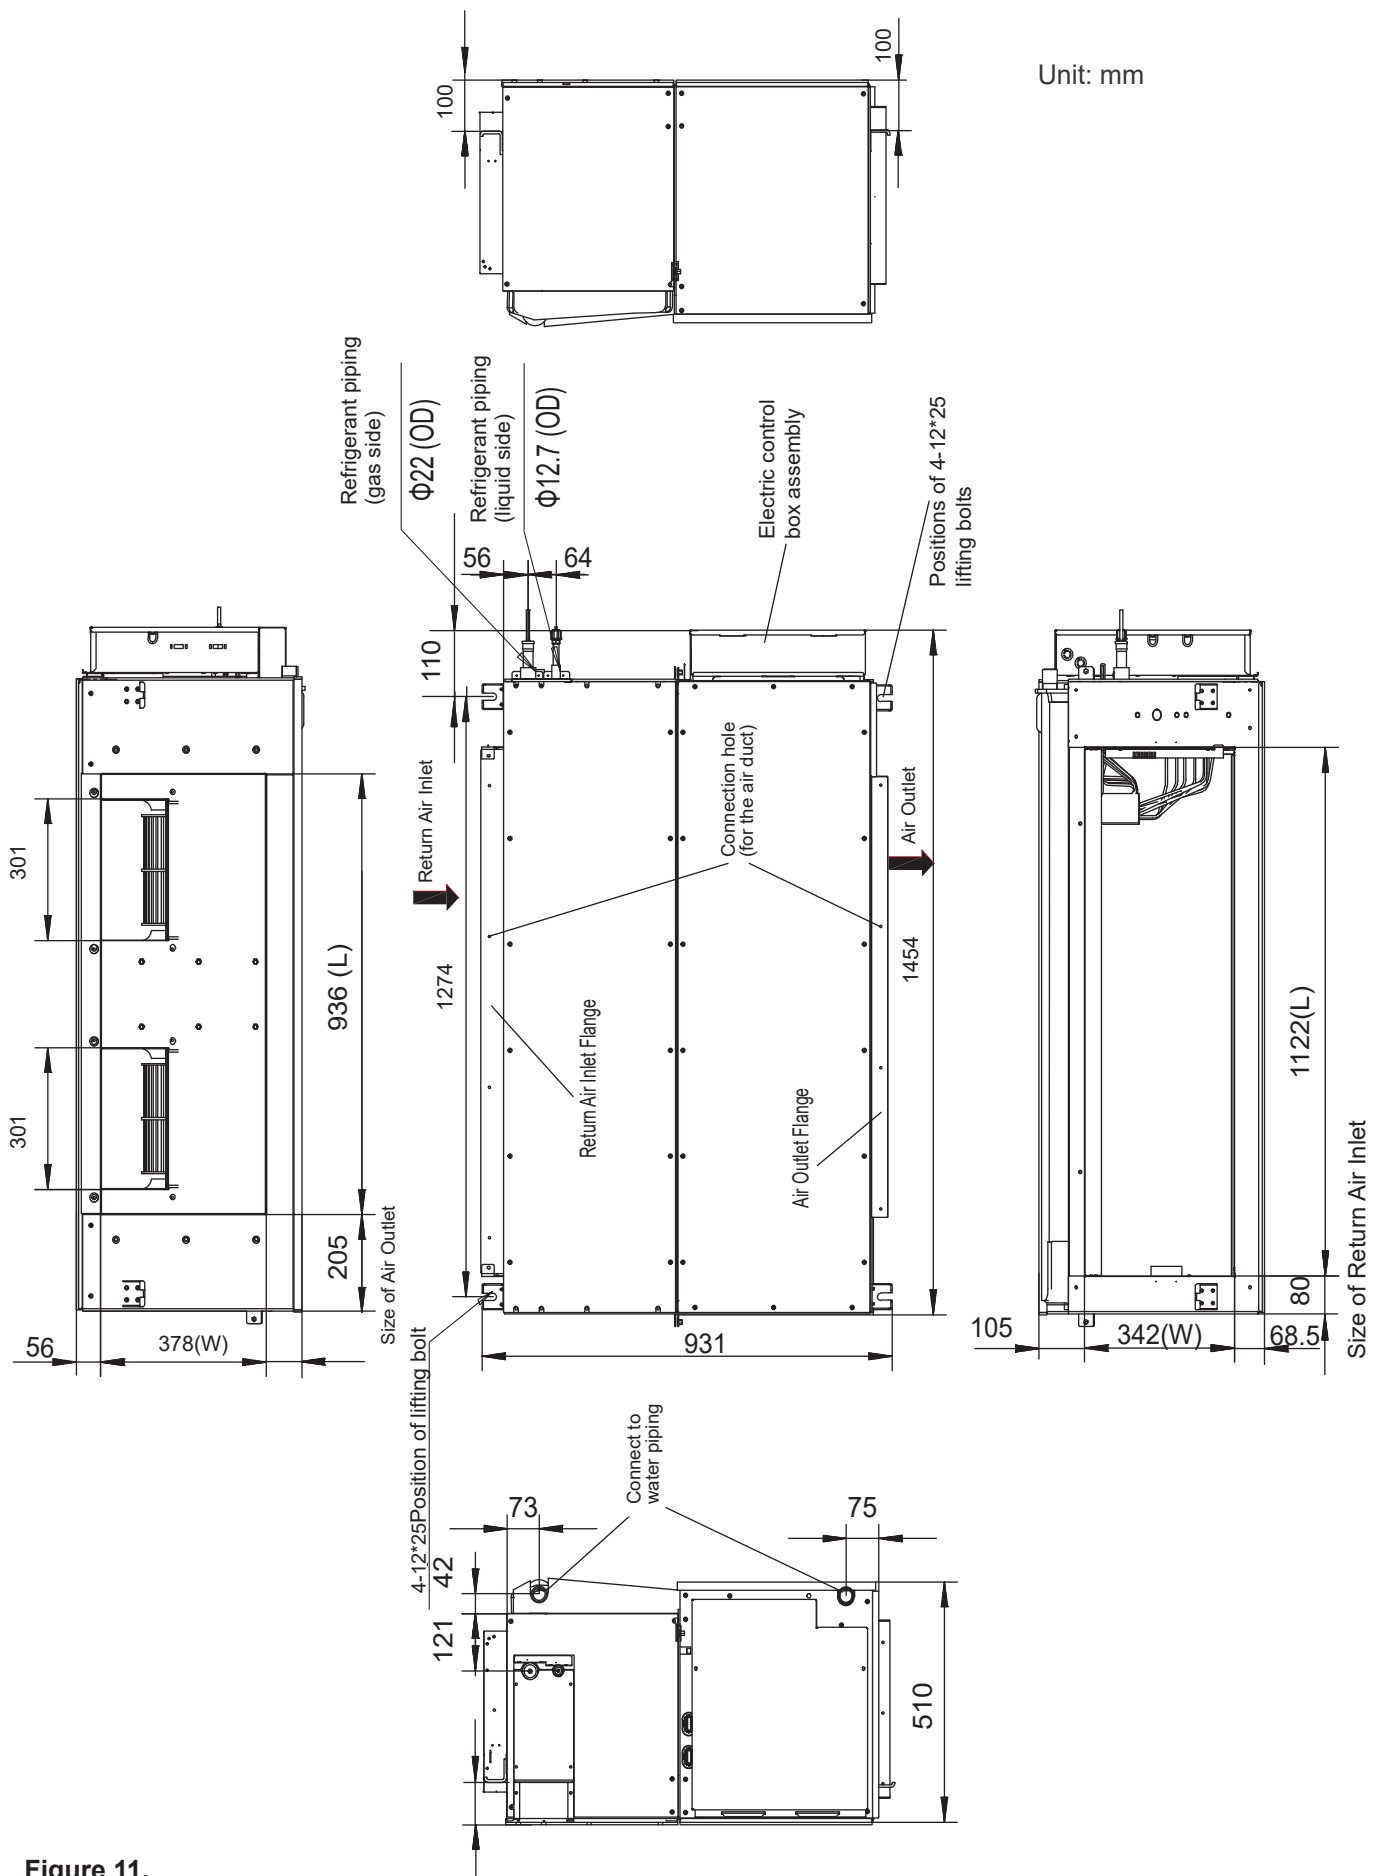 100
100
Unit: mm
Refrigerant piping
(gas side)
Φ22 (OD)
Refrigerant piping
(liquid side)
Φ12.7 (OD)
Electric control
box assembly
Positions of 4-12*25
lifting bolts
56
64
110
Return Air Inlet
Connection hole
(for the air duct)
Air Outlet
301
936 (L)
1274
1454
1122(L)
Return Air Inlet Flange
Air Outlet Flange
301
205
Size of Air Outlet
80
Size of Return Air Inlet
56
378(W)
931
105
342(W)
68.5
4-12*25Position of lifting bolt
Connect to
water piping
73
75
42
121
510
Figure 11.